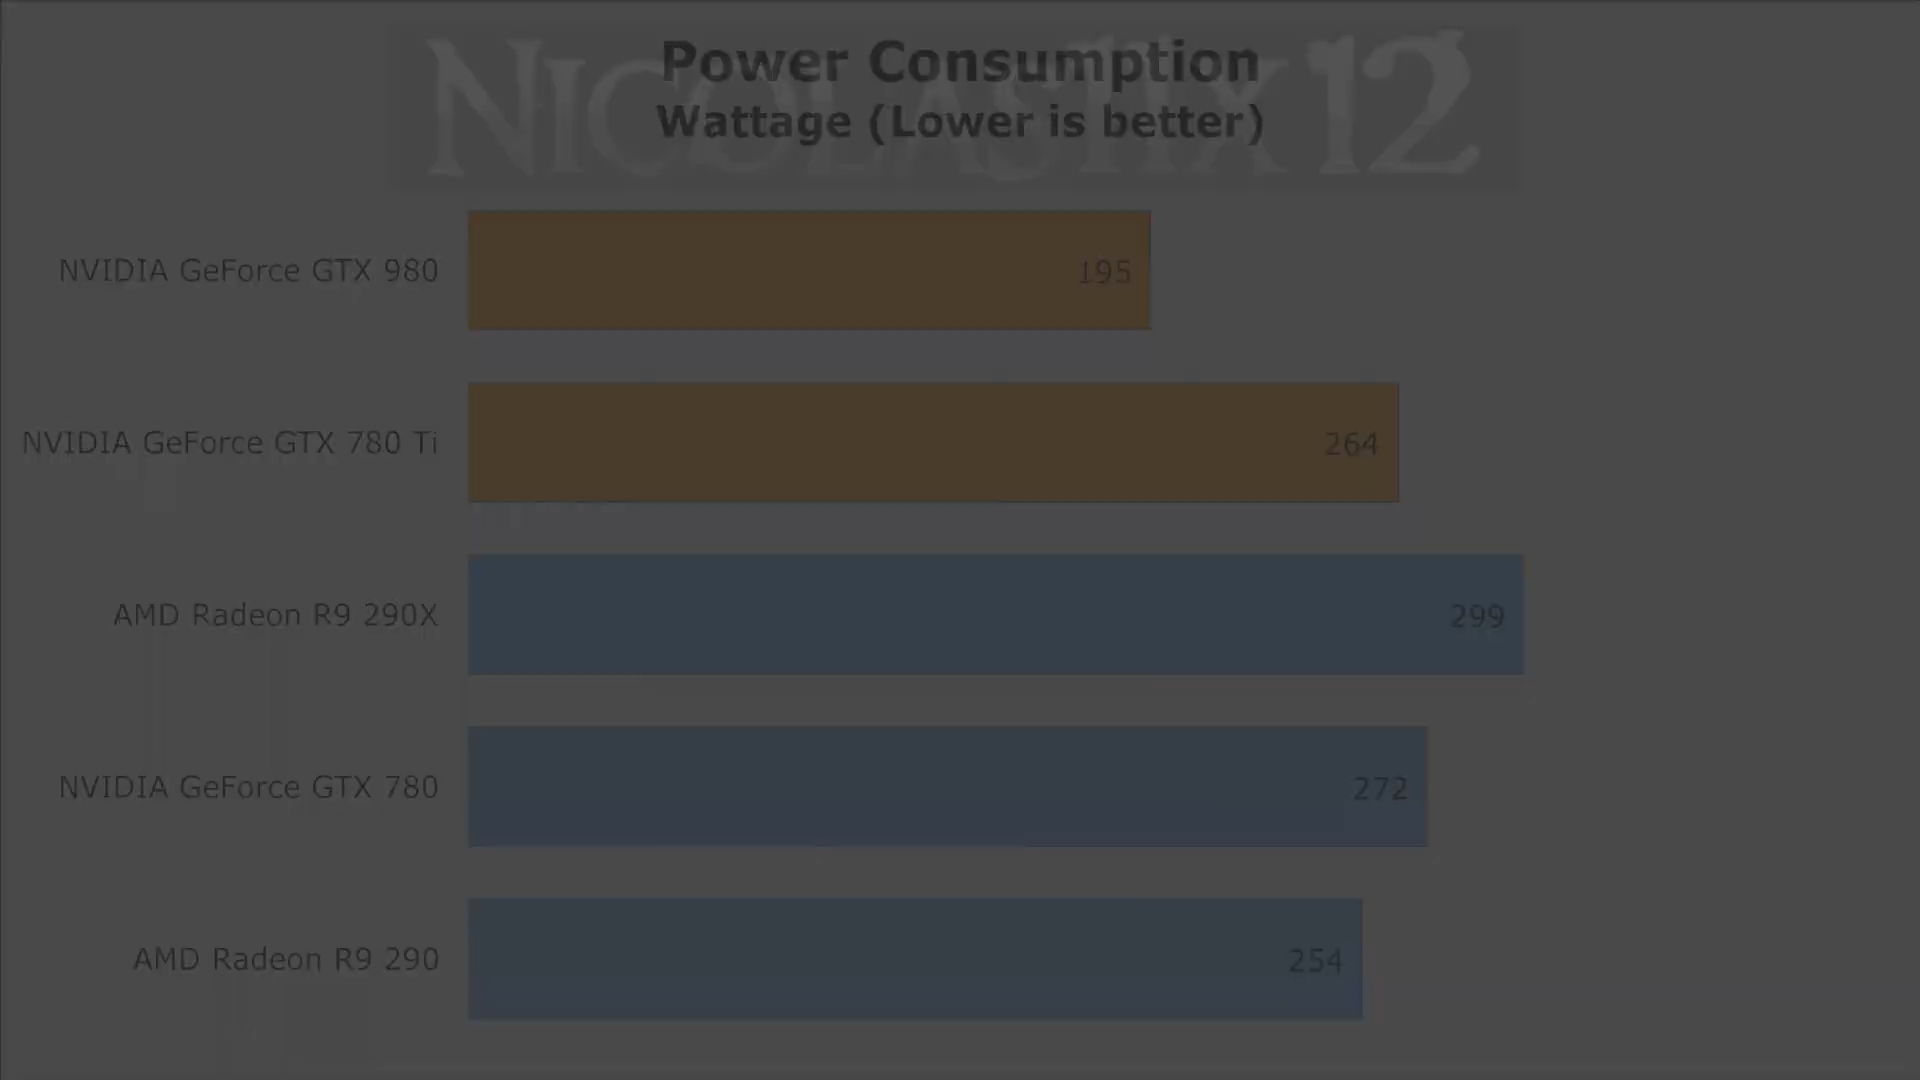 NICOLAS11X12
Power Consumption
Wattage (Lower is better)
NVIDIA GeForce GTX 980 195
NVIDIA GeForce GTX 780 Ti 264
AMD Radeon R9 290X 299
NVIDIA GeForce GTX 780 272
AMD Radeon R9 290 254